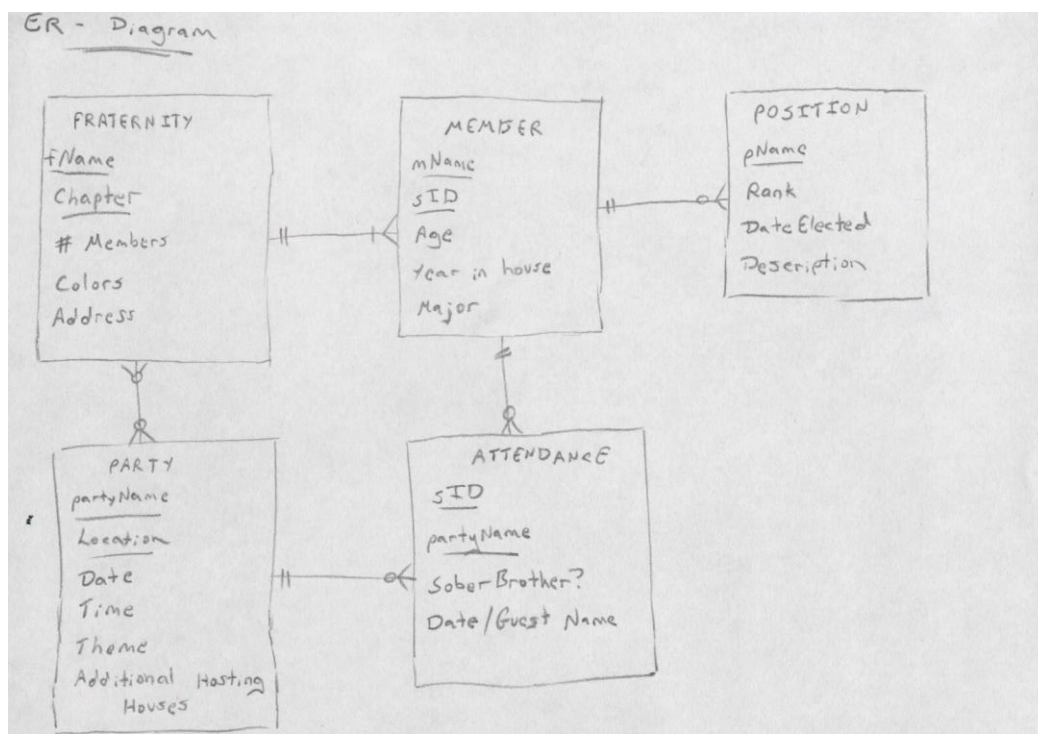 ER - Diagram
FRATERNITY
fName
Chapter
# Members
Colors
Address
MEMBER
mName
sID
Age
Year in house
Major
POSITION
pName
Rank
Date Elected
Description
PARTY
partyName
Location
Date
Time
Theme
Additional Hosting
Houses
ATTENDANCE
sID
partyName
Sober Brother?
Date/Guest Name